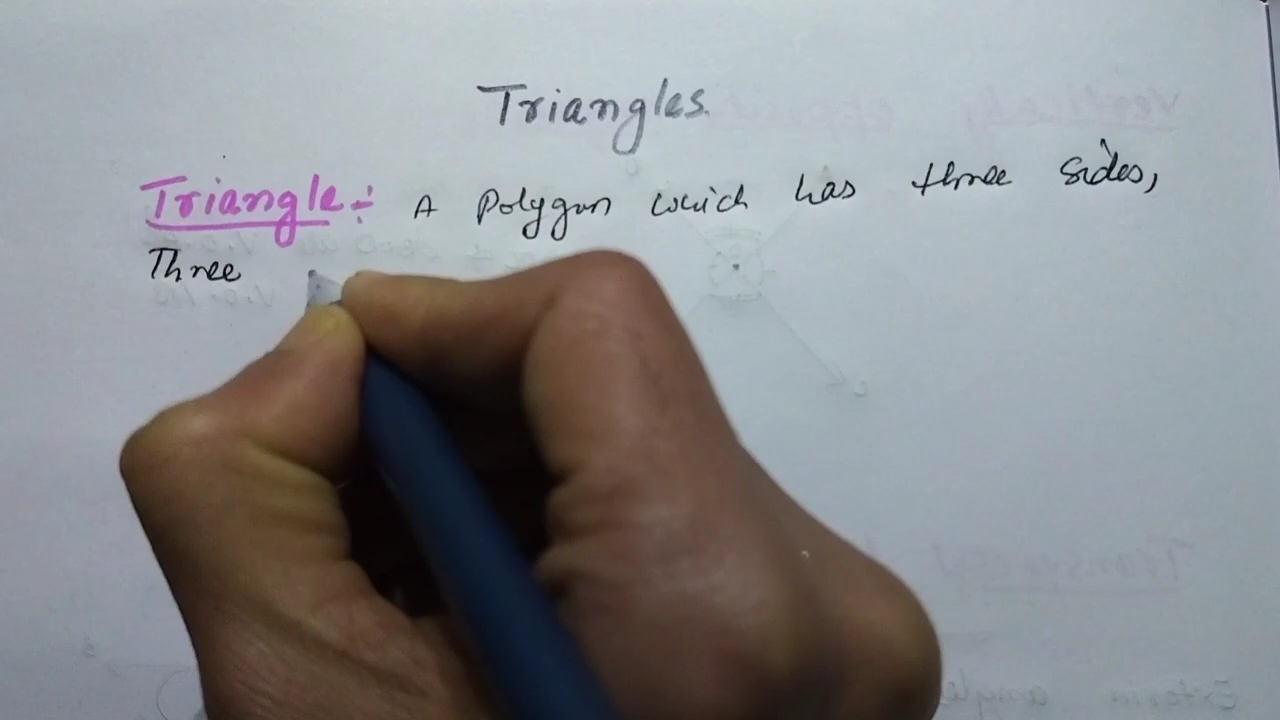 Triangles.
Triangle:- A Polygon which has three sides,
Three